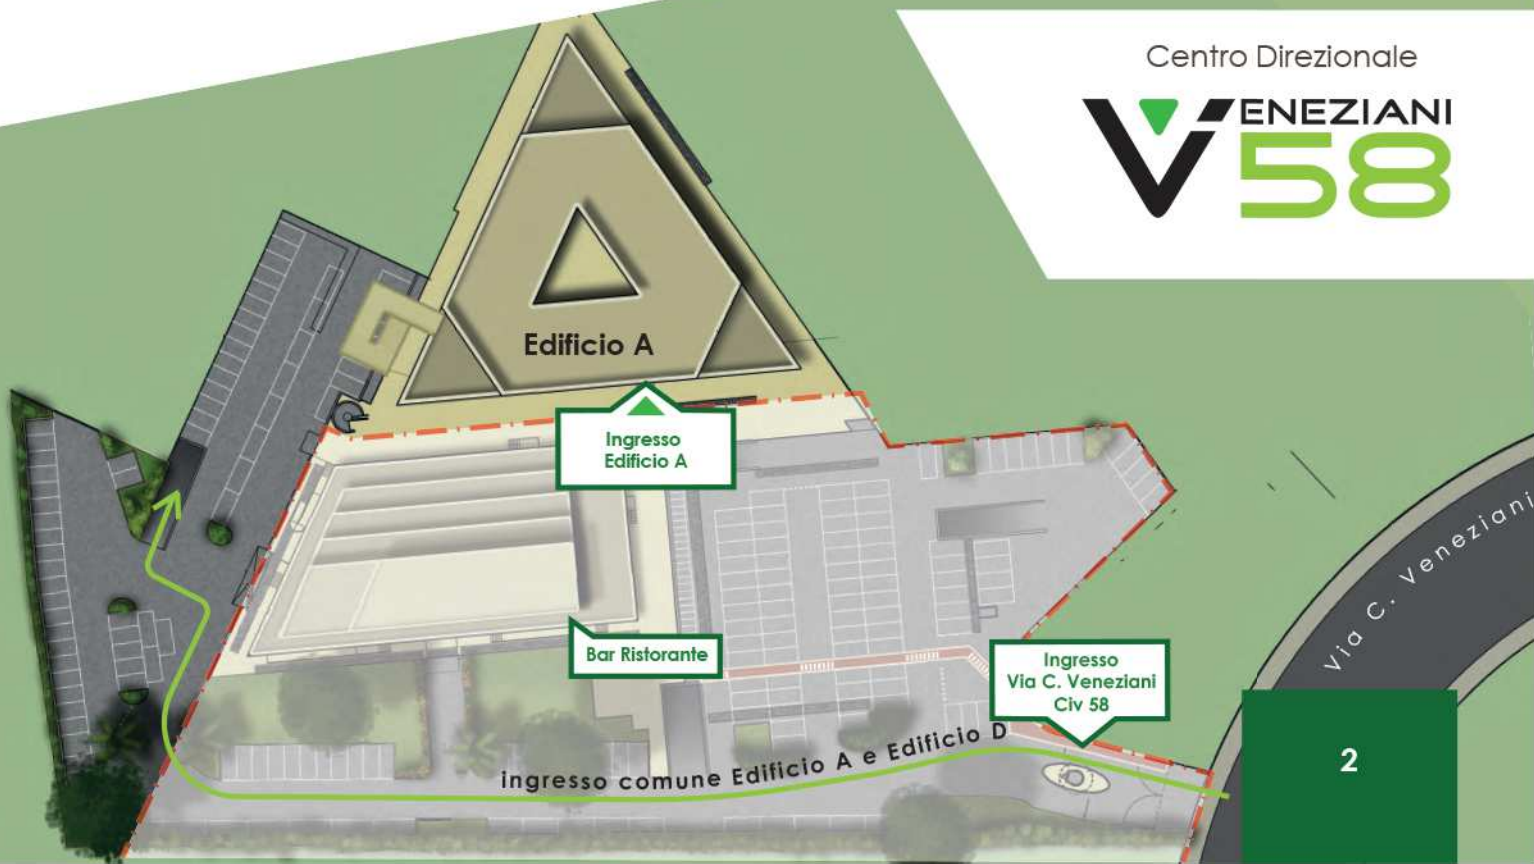 Centro Direzionale
VENEZIANI
58
Edificio A
Ingresso
Edificio A
Bar Ristorante
Ingresso
Via C. Veneziani
Civ 58
ingresso comune Edificio A e Edificio D
Via C. Veneziani
2